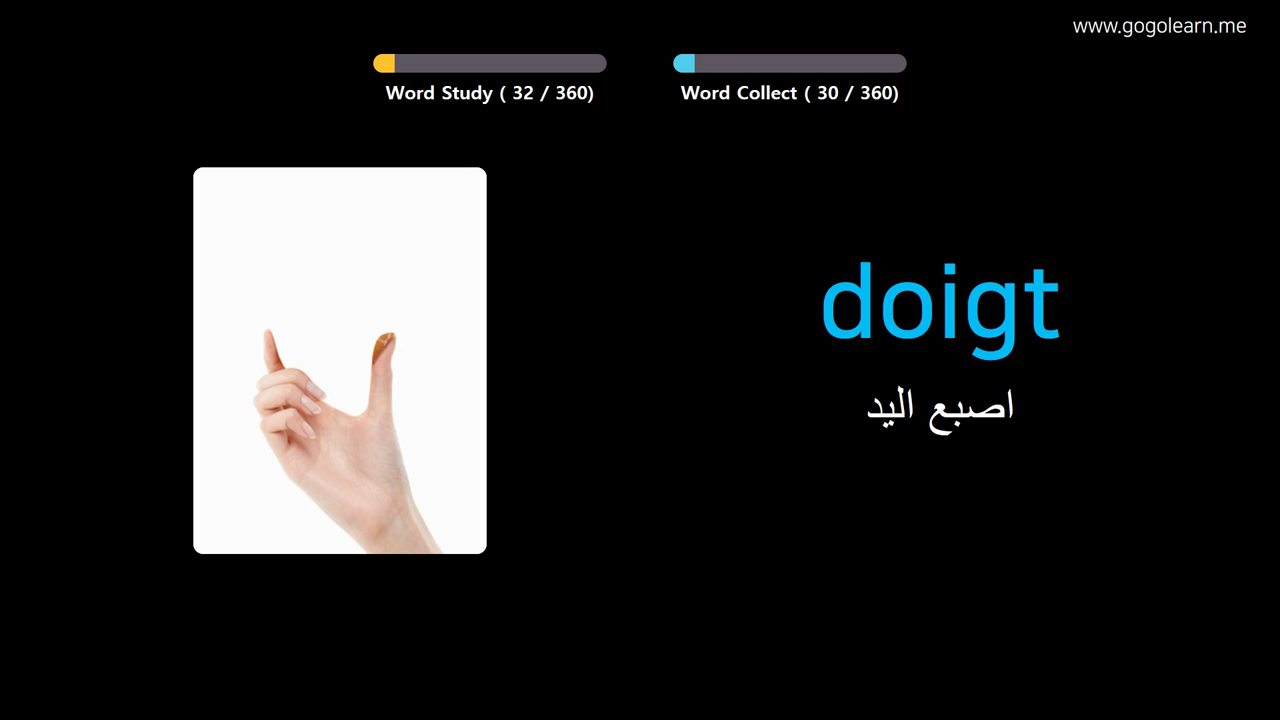 www.gogolearn.me
Word Study ( 32 / 360)
Word Collect ( 30 / 360)
doigt
اصبع اليد